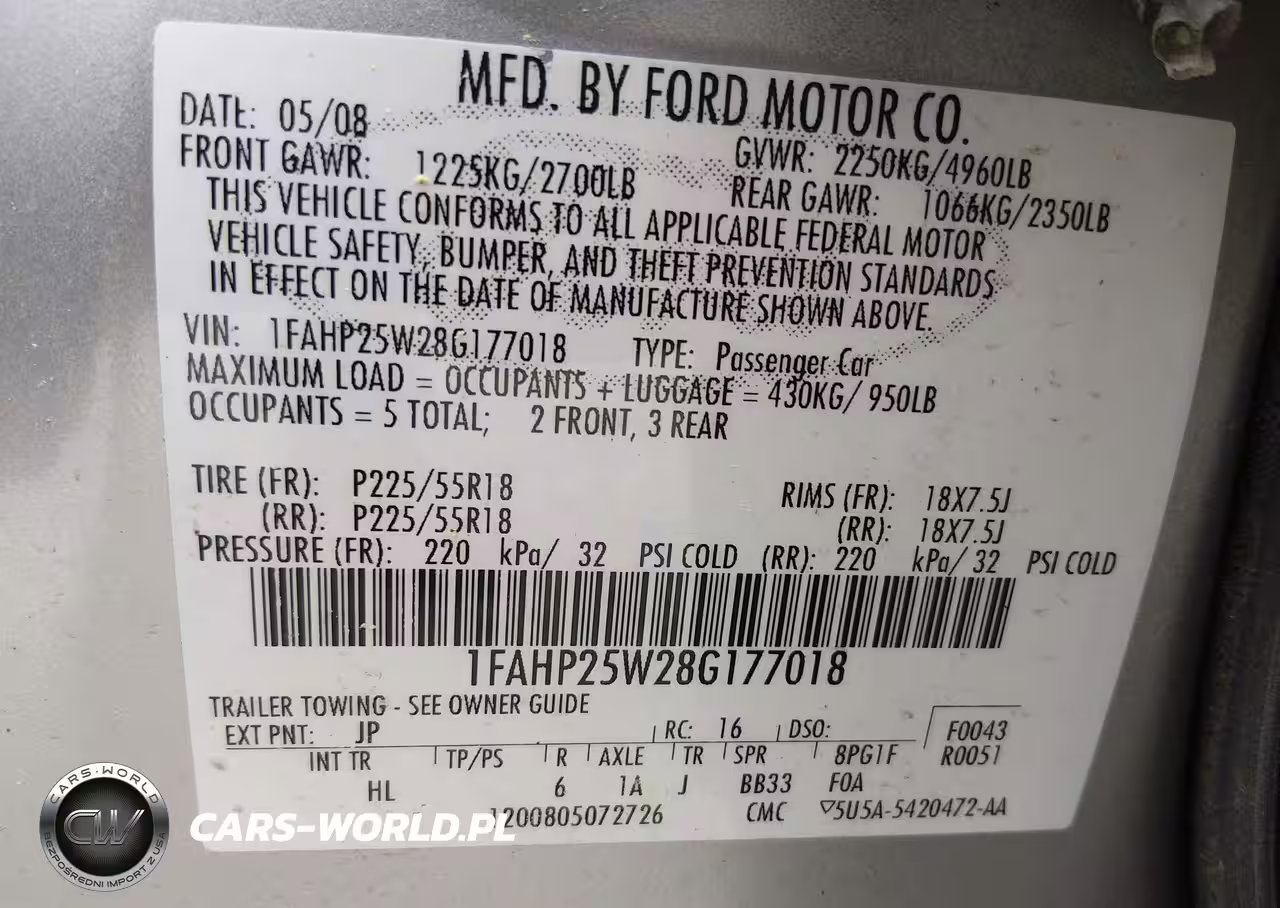 MFD. BY FORD MOTOR CO.
DATE: 05/08 GVWR: 2250KG/4960LB
FRONT GAWR: 1225KG/2700LB REAR GAWR: 1066KG/2350LB
THIS VEHICLE CONFORMS TO ALL APPLICABLE FEDERAL MOTOR
VEHICLE SAFETY, BUMPER, AND THEFT PREVENTION STANDARDS
IN EFFECT ON THE DATE OF MANUFACTURE SHOWN ABOVE.
VIN: 1FAHP25W28G177018 TYPE: Passenger Car
MAXIMUM LOAD = OCCUPANTS + LUGGAGE = 430KG/ 950LB
OCCUPANTS = 5 TOTAL; 2 FRONT, 3 REAR
TIRE (FR): P225/55R18 RIMS (FR): 18X7.5J
(RR): P225/55R18 (RR): 18X7.5J
PRESSURE (FR): 220 kPa/ 32 PSI COLD (RR): 220 kPa/ 32 PSI COLD
1FAHP25W28G177018
TRAILER TOWING - SEE OWNER GUIDE
EXT PNT: JP RC: 16 DSO: F0043
INT TR TP/PS R AXLE TR SPR 8PG1F R0051
HL 6 1A J BB33 F0A
1200805072726 CMC ▽5U5A-5420472-AA
CARS-WORLD.PL
CARS-WORLD
CW
BEZPOŚREDNI IMPORT Z USA